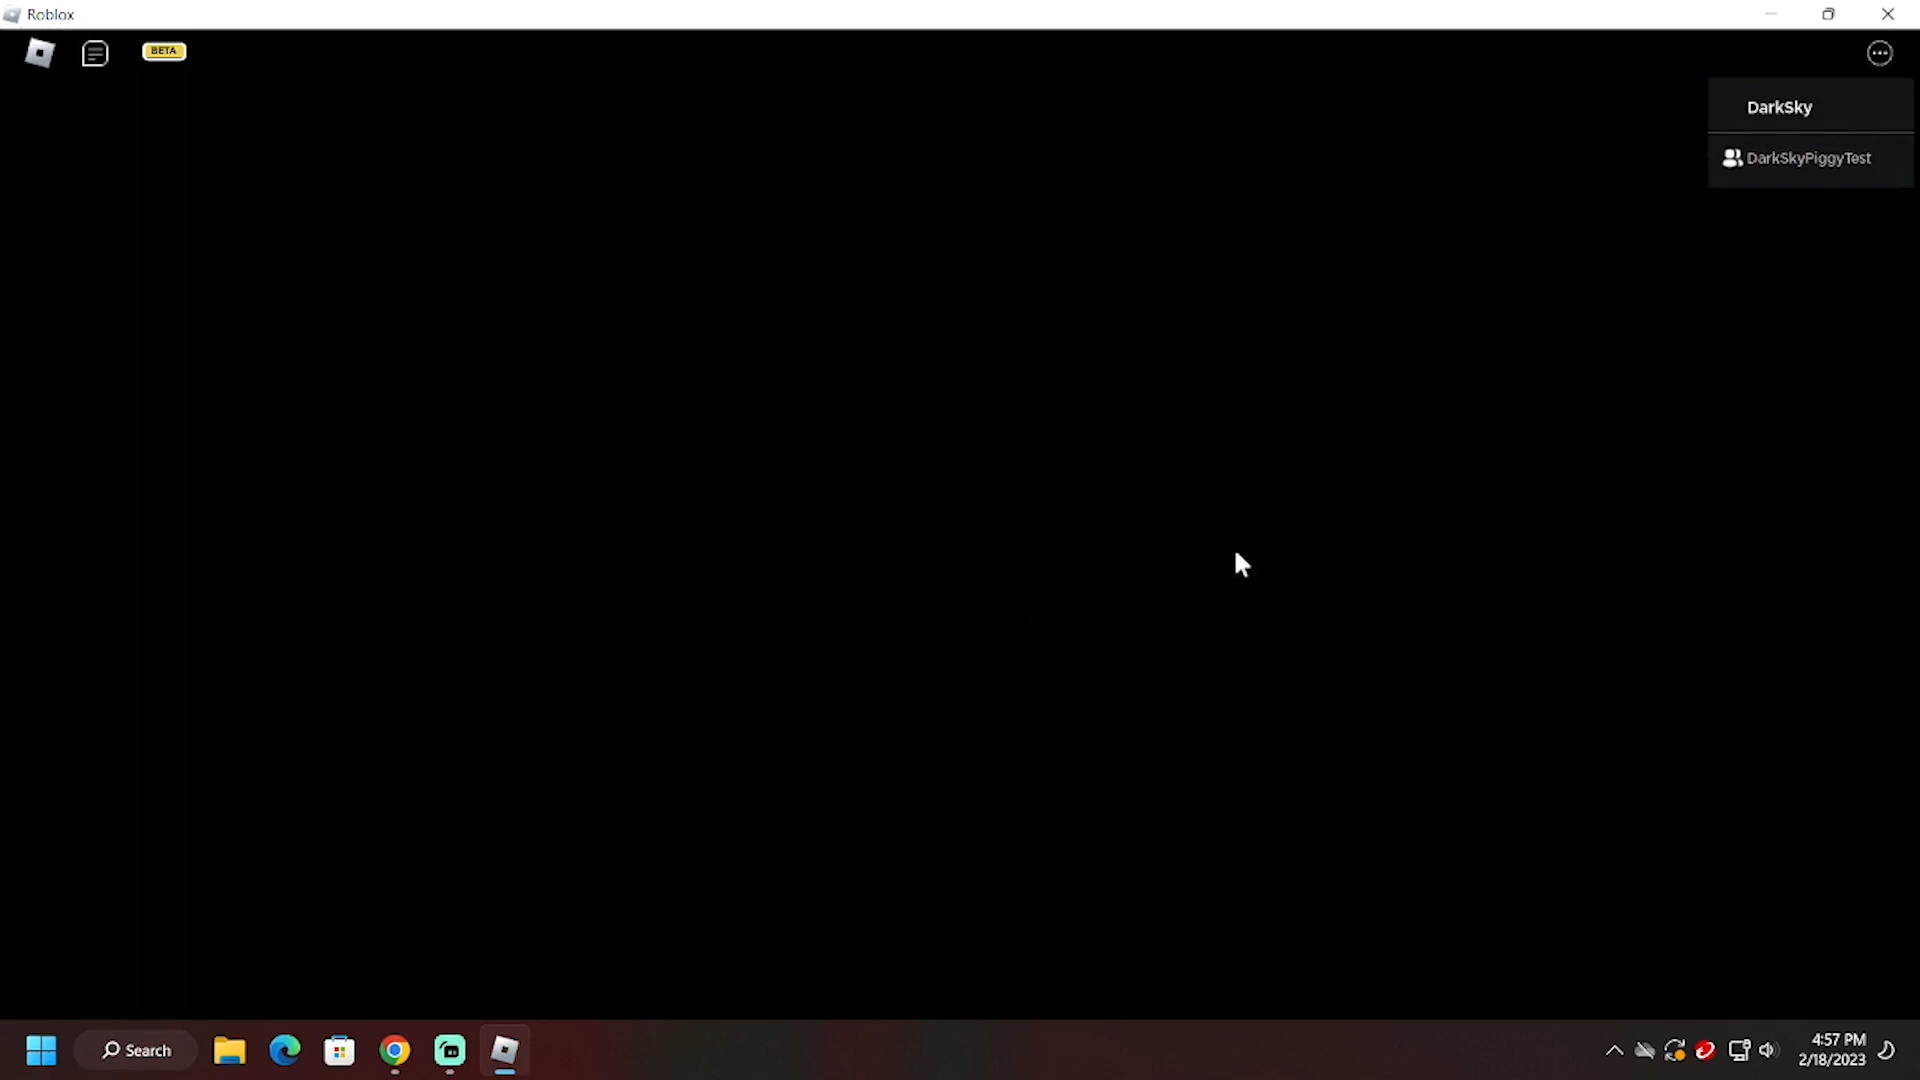 Roblox
BETA
DarkSky
DarkSkyPiggyTest
Search
4:57 PM
2/18/2023